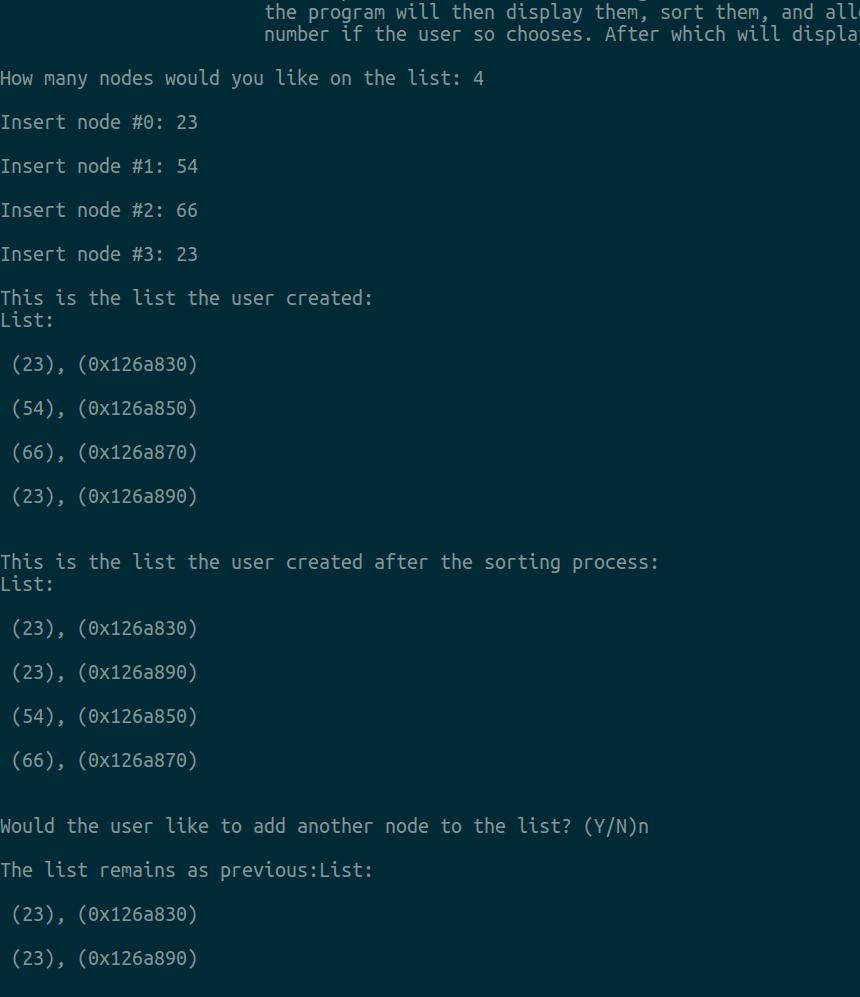 the program will then display them, sort them, and
number if the user so chooses. After which will
How many nodes would you like on the list: 4
Insert node #0: 23
Insert node #1: 54
Insert node #2: 66
Insert node #3: 23
This is the list the user created:
List:
(23), (0x126a830)
(54), (0x126a850)
(66), (0x126a870)
(23), (0x126a890)
This is the list the user created after the sorting process:
List:
(23), (0x126a830)
(23), (0x126a890)
(54), (0x126a850)
(66), (0x126a870)
Would the user like to add another node to the list? (Y/N)n
The list remains as previous:List:
(23), (0x126a830)
(23), (0x126a890)